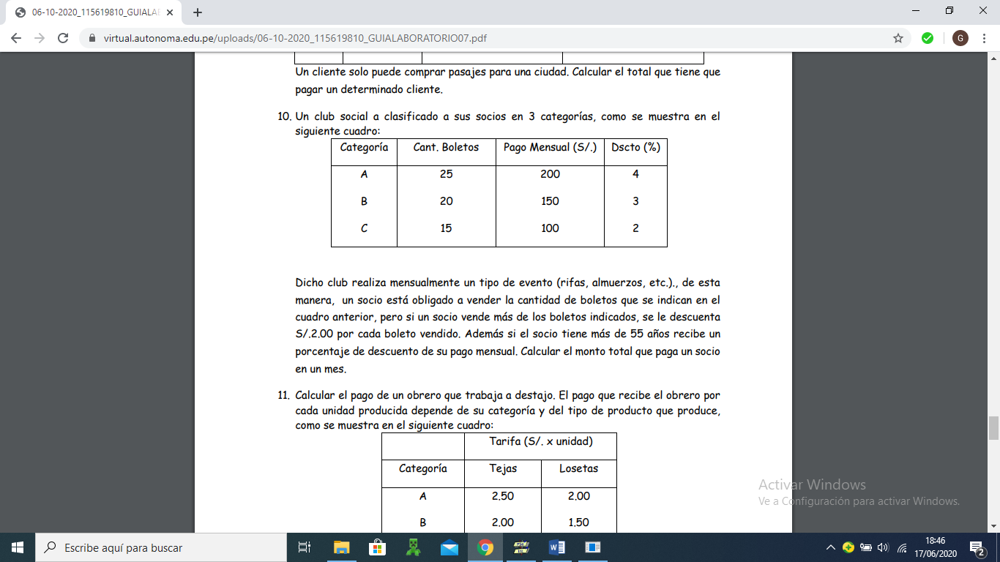 06-10-2020_115619810_GUIALAB
virtual.autonoma.edu.pe/uploads/06-10-2020_115619810_GUIALABORATORIO07.pdf
G
Un cliente solo puede comprar pasajes para una ciudad. Calcular el total que tiene que
pagar un determinado cliente.
10. Un club social a clasificado a sus socios en 3 categorías, como se muestra en el
siguiente cuadro:
Categoría Cant. Boletos Pago Mensual (S/.) Dscto (%)
A 25 200 4
B 20 150 3
C 15 100 2
Dicho club realiza mensualmente un tipo de evento (rifas, almuerzos, etc.)., de esta
manera, un socio está obligado a vender la cantidad de boletos que se indican en el
cuadro anterior, pero si un socio vende más de los boletos indicados, se le descuenta
S/.2.00 por cada boleto vendido. Además si el socio tiene más de 55 años recibe un
porcentaje de descuento de su pago mensual. Calcular el monto total que paga un socio
en un mes.
11. Calcular el pago de un obrero que trabaja a destajo. El pago que recibe el obrero por
cada unidad producida depende de su categoría y del tipo de producto que produce,
como se muestra en el siguiente cuadro:
Tarifa (S/. x unidad)
Categoría Tejas Losetas
A 2.50 2.00
B 2.00 1.50
Activar Windows
Ve a Configuración para activar Windows.
Escribe aquí para buscar
18:46
17/06/2020
2